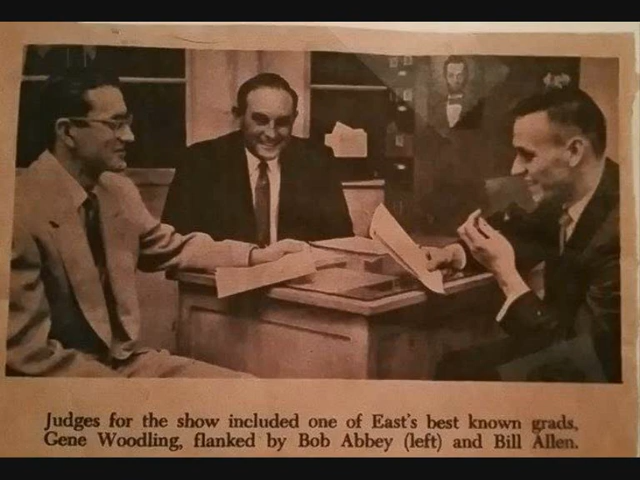 Judges for the show included one of East's best known grads,
Gene Woodling, flanked by Bob Abbey (left) and Bill Allen.